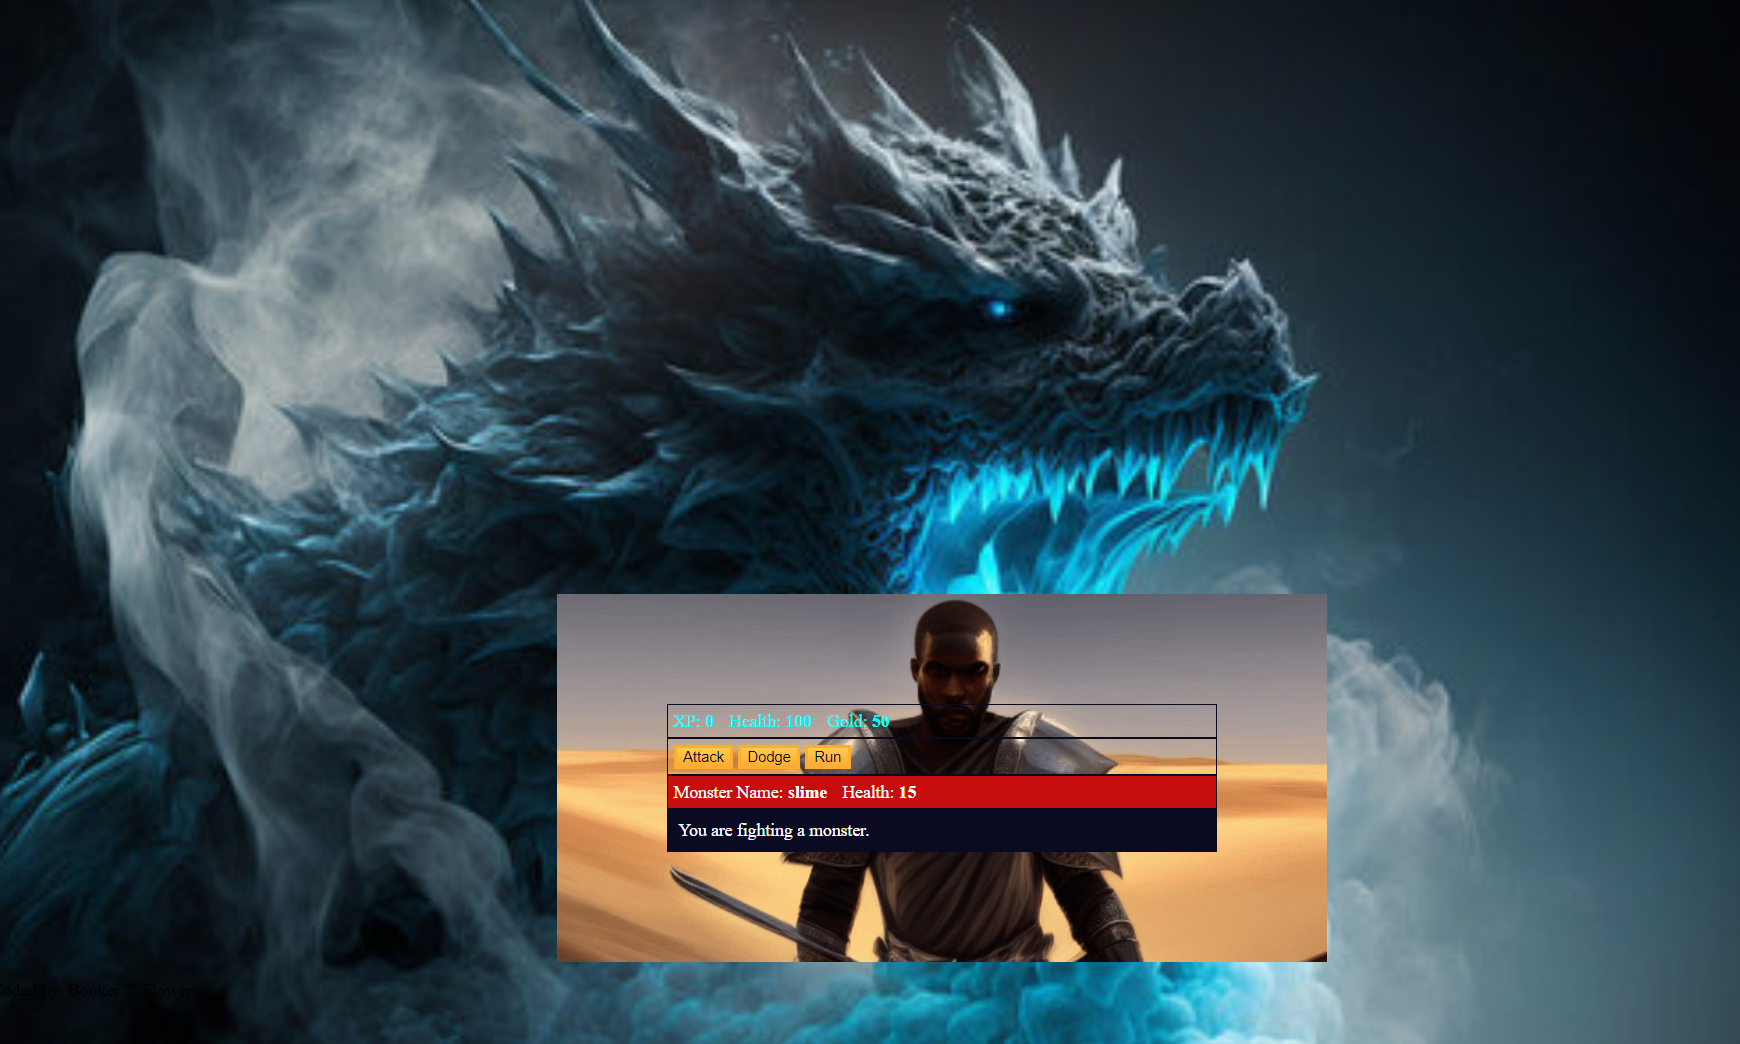 XP: 0 Health: 100 Gold: 50
Attack Dodge Run
Monster Name: slime Health: 15
You are fighting a monster.
by: Booker T. Flowers